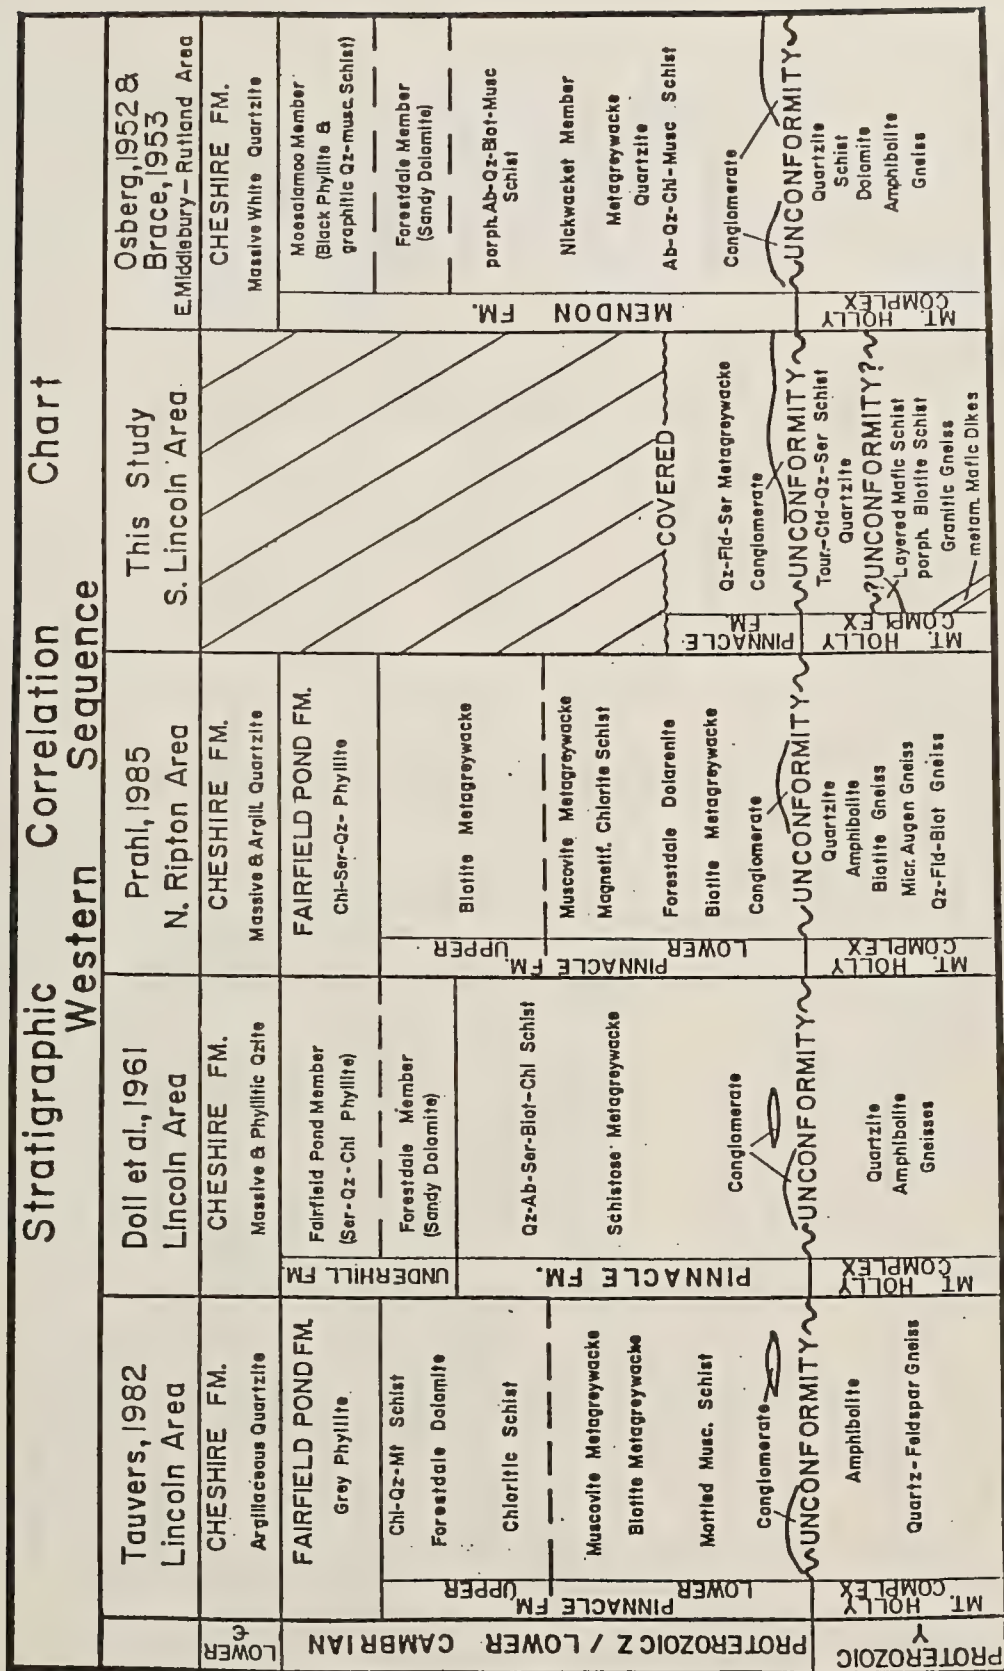 Stratigraphic Correlation Chart
Western Sequence
Tauvers, 1982
Lincoln Area
CHESHIRE FM.
Argillaceous Quartzite
FAIRFIELD POND FM.
Grey Phyllite
Chl-Qz-Mt Schist
Forestdale Dolomite
Chloritic Schist
Muscovite Metagreywacke
Biotite Metagreywacke
Mottled Musc. Schist
Conglomerate
UNCONFORMITY
Amphibolite
Quartz-Feldspar Gneiss
LOWER Є
PROTEROZOIC Z / LOWER CAMBRIAN
PROTEROZOIC Y
UPPER
LOWER
PINNACLE FM
MT. HOLLY COMPLEX
Doll et al., 1961
Lincoln Area
CHESHIRE FM.
Massive & Phyllitic Qzite
Fairfield Pond Member
(Ser-Qz-Chl Phyllite)
Forestdale Member
(Sandy Dolomite)
Qz-Ab-Ser-Biot-Chl Schist
Schistose Metagreywacke
Conglomerate
UNCONFORMITY
Quartzite
Amphibolite
Gneisses
UNDERHILL FM
PINNACLE FM.
MT HOLLY COMPLEX
Prahl, 1985
N. Ripton Area
CHESHIRE FM.
Massive & Argill. Quartzite
FAIRFIELD POND FM.
Chl-Ser-Qz-Phyllite
Biotite Metagreywacke
Muscovite Metagreywacke
Magnetif. Chlorite Schist
Forestdale Dolarenite
Biotite Metagreywacke
Conglomerate
UNCONFORMITY
Quartzite
Amphibolite
Biotite Gneiss
Micr. Augen Gneiss
Qz-Fld-Biot Gneiss
UPPER
LOWER
PINNACLE FM.
MT. HOLLY COMPLEX
This Study
S. Lincoln Area
COVERED
Qz-Fld-Ser Metagreywacke
Conglomerate
UNCONFORMITY
Tour.-Ctd-Qz-Ser Schist
Quartzite
?UNCONFORMITY?
Layered Mafic Schist
porph. Biotite Schist
Granitic Gneiss
metam. Mafic Dikes
PINNACLE FM.
MT. HOLLY COMPLEX
Osberg, 1952 &
Brace, 1953
E. Middlebury-Rutland Area
CHESHIRE FM.
Massive White Quartzite
Moosalamoo Member
(Black Phyllite &
graphitic Qz-musc. Schist)
Forestdale Member
(Sandy Dolomite)
porph. Ab-Qz-Biot-Musc
Schist
Nickwacket Member
Metagreywacke
Quartzite
Ab-Qz-Chl-Musc Schist
Conglomerate
UNCONFORMITY
Quartzite
Schist
Dolomite
Amphibolite
Gneiss
MENDON FM.
MT. HOLLY COMPLEX